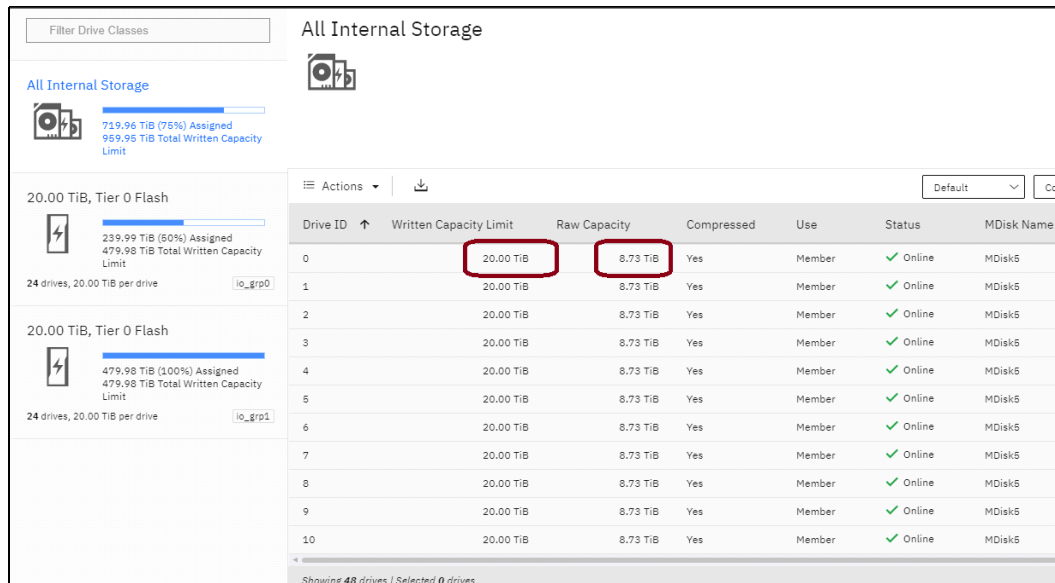 Filter Drive Classes
All Internal Storage
719.96 TiB (75%) Assigned
959.95 TiB Total Written Capacity
Limit
20.00 TiB, Tier 0 Flash
239.99 TiB (50%) Assigned
479.98 TiB Total Written Capacity
Limit
24 drives, 20.00 TiB per drive io_grp0
20.00 TiB, Tier 0 Flash
479.98 TiB (100%) Assigned
479.98 TiB Total Written Capacity
Limit
24 drives, 20.00 TiB per drive io_grp1
All Internal Storage
Actions Default Co
Drive ID Written Capacity Limit Raw Capacity Compressed Use Status MDisk Name
0 20.00 TiB 8.73 TiB Yes Member Online MDisk5
1 20.00 TiB 8.73 TiB Yes Member Online MDisk5
2 20.00 TiB 8.73 TiB Yes Member Online MDisk5
3 20.00 TiB 8.73 TiB Yes Member Online MDisk5
4 20.00 TiB 8.73 TiB Yes Member Online MDisk5
5 20.00 TiB 8.73 TiB Yes Member Online MDisk5
6 20.00 TiB 8.73 TiB Yes Member Online MDisk5
7 20.00 TiB 8.73 TiB Yes Member Online MDisk5
8 20.00 TiB 8.73 TiB Yes Member Online MDisk5
9 20.00 TiB 8.73 TiB Yes Member Online MDisk5
10 20.00 TiB 8.73 TiB Yes Member Online MDisk5
Showing 48 drives | Selected 0 drives